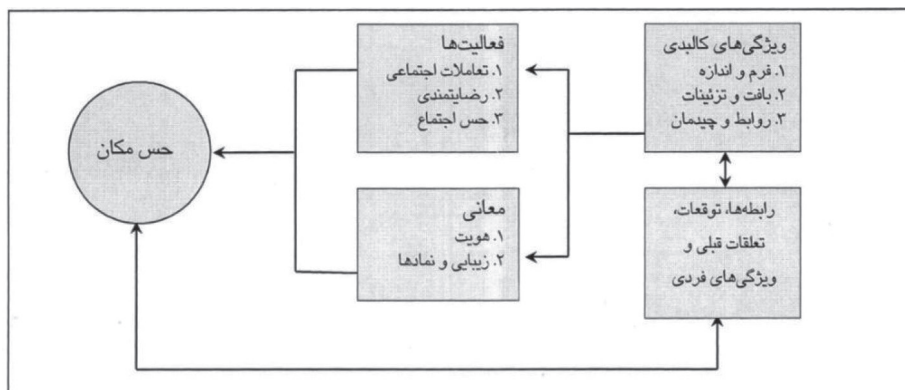 ویژگی‌های کالبدی
۱. فرم و اندازه
۲. بافت و تزئینات
۳. روابط و چیدمان
رابطه‌ها، توقعات،
تعلقات قبلی و
ویژگی‌های فردی
فعالیت‌ها
۱. تعاملات اجتماعی
۲. رضایتمندی
۳. حس اجتماع
معانی
۱. هویت
۲. زیبایی و نمادها
حس مکان